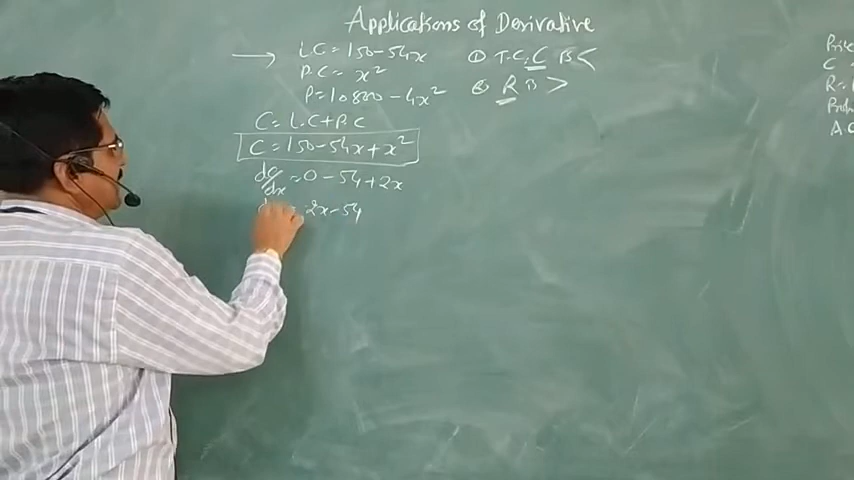 Applications of Derivative
L.C = 150 - 54x
P.C = x²
P = 10800 - 4x²
① T.C. C is <
② R is >
C = L.C + P.C
C = 150 - 54x + x²
dc/dx = 0 - 54 + 2x
2x - 54
C
R =
A.C